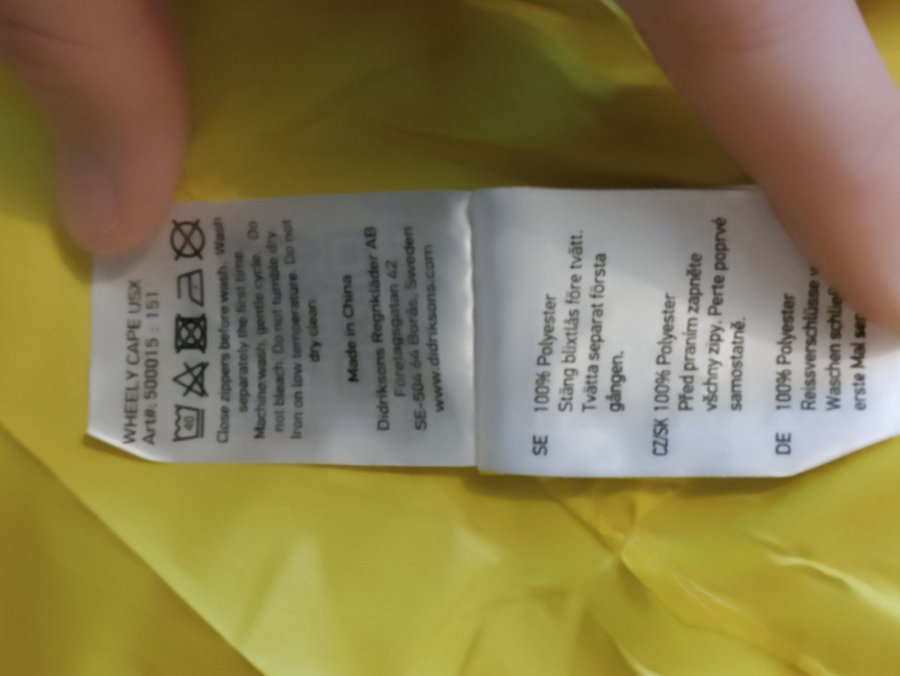 WHEELY CAPE USX
Art#: 500015 : 151
40
Close zippers before wash. Wash
separately the first time.
Machine wash, gentle cycle. Do
not bleach. Do not tumble dry.
Iron on low temperature. Do not
dry clean.
Made in China
Didriksons Regnkläder AB
Företagsgatan 42
SE-504 64 Borås, Sweden
www.didriksons.com
SE 100% Polyester
Stäng blixtlås före tvätt.
Tvätta separat första
gången.
CZ/SK 100% Polyester
Před praním zapněte
všchny zipy. Perte poprvé
samostatně.
DE 100% Polyester
Reissverschlüsse
Waschen
erste Mal